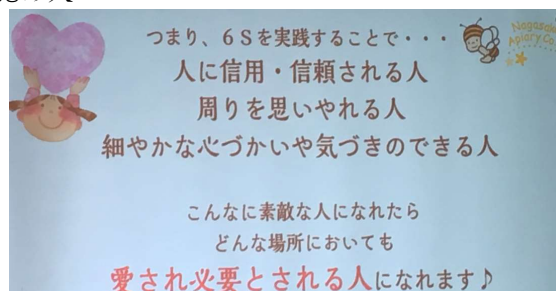 つまり、6Sを実践することで・・・
Nagasaki
Apiary Co.
人に信用・信頼される人
周りを思いやれる人
細やかな心づかいや気づきのできる人
こんなに素敵な人になれたら
どんな場所においても
愛され必要とされる人になれます♪